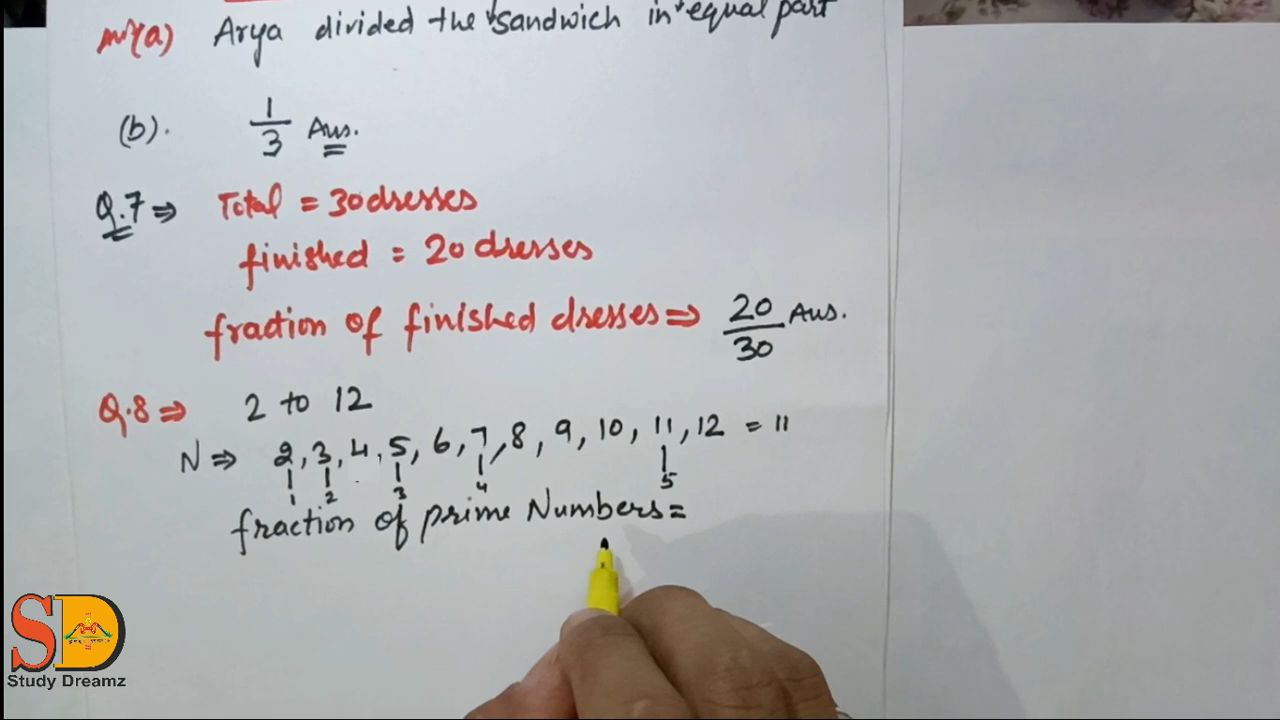 (a) Arya divided the sandwich in equal part
(b). 1/3 Ans.
Q.7 ⇒ Total = 30 dresses
finished = 20 dresses
fraction of finished dresses ⇒ 20/30 Ans.
Q.8 ⇒ 2 to 12
N ⇒ 2, 3, 4, 5, 6, 7, 8, 9, 10, 11, 12 = 11
1 2 3 4 5
fraction of prime Numbers =
SD
Study Dreamz